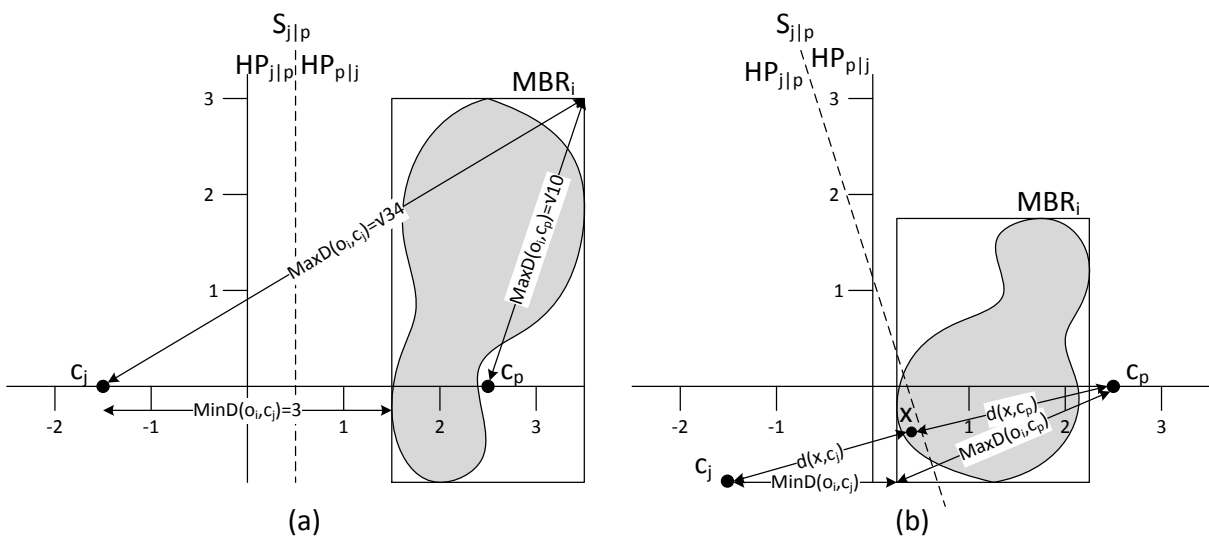 S_{j|p}
HP_{j|p} HP_{p|j}
MBR_i
3
2
1
MaxD(o_i,c_j)=√34
MaxD(o_i,c_p)=√10
c_j
c_p
MinD(o_i,c_j)=3
-2 -1 1 2 3
(a)
S_{j|p}
HP_{j|p} HP_{p|j}
3
2
MBR_i
1
c_p
x
d(x,c_p)
-2 -1 1 2 3
MaxD(o_i,c_p)
d(x,c_j)
c_j
MinD(o_i,c_j)
(b)